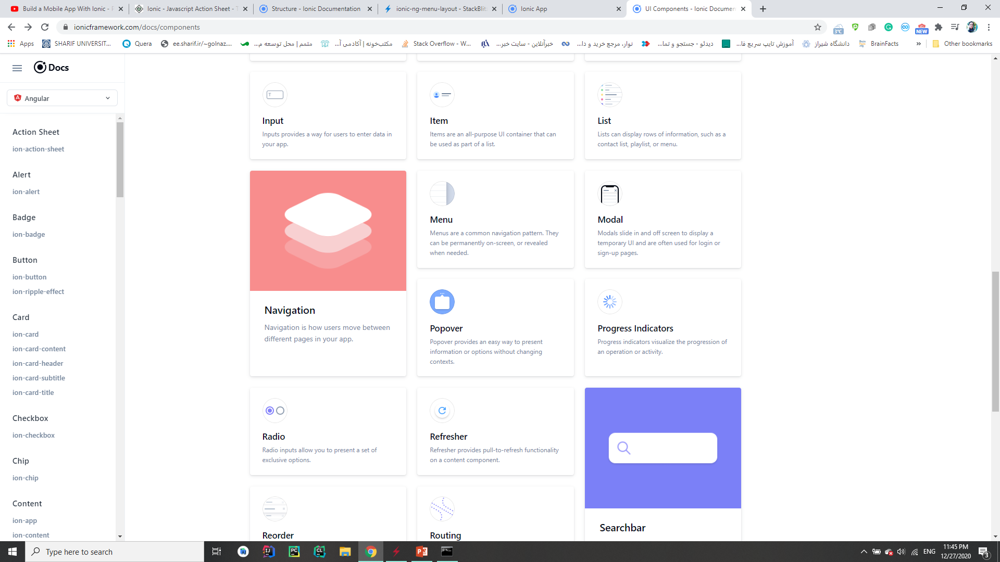 Build a Mobile App With Ionic - F
Ionic - Javascript Action Sheet - T
Structure - Ionic Documentation
ionic-ng-menu-layout - StackBlit
Ionic App
UI Components - Ionic Documen
ionicframework.com/docs/components
3°C
NEW
Apps
SHARIF UNIVERSIT...
Quera
ee.sharif.ir/~golnaz....
متمم | محل توسعه م...
مکتب‌خونه | آکادمی آ...
Stack Overflow - W...
خبرآنلاین - سایت خبر...
نوار، مرجع خرید و دا...
دیدئو - جستجو و تما...
آموزش تایپ سریع فا...
دانشگاه شیراز
BrainFacts
»
Other bookmarks
Docs
Angular
Action Sheet
ion-action-sheet
Alert
ion-alert
Badge
ion-badge
Button
ion-button
ion-ripple-effect
Card
ion-card
ion-card-content
ion-card-header
ion-card-subtitle
ion-card-title
Checkbox
ion-checkbox
Chip
ion-chip
Content
ion-app
ion-content
Input
Inputs provides a way for users to enter data in
your app.
Item
Items are an all-purpose UI container that can
be used as part of a list.
List
Lists can display rows of information, such as a
contact list, playlist, or menu.
Navigation
Navigation is how users move between
different pages in your app.
Menu
Menus are a common navigation pattern. They
can be permanently on-screen, or revealed
when needed.
Modal
Modals slide in and off screen to display a
temporary UI and are often used for login or
sign-up pages.
Popover
Popover provides an easy way to present
information or options without changing
contexts.
Progress Indicators
Progress indicators visualize the progression of
an operation or activity.
Radio
Radio inputs allow you to present a set of
exclusive options.
Refresher
Refresher provides pull-to-refresh functionality
on a content component.
Searchbar
Reorder
Routing
Type here to search
ENG
11:45 PM
12/27/2020
3